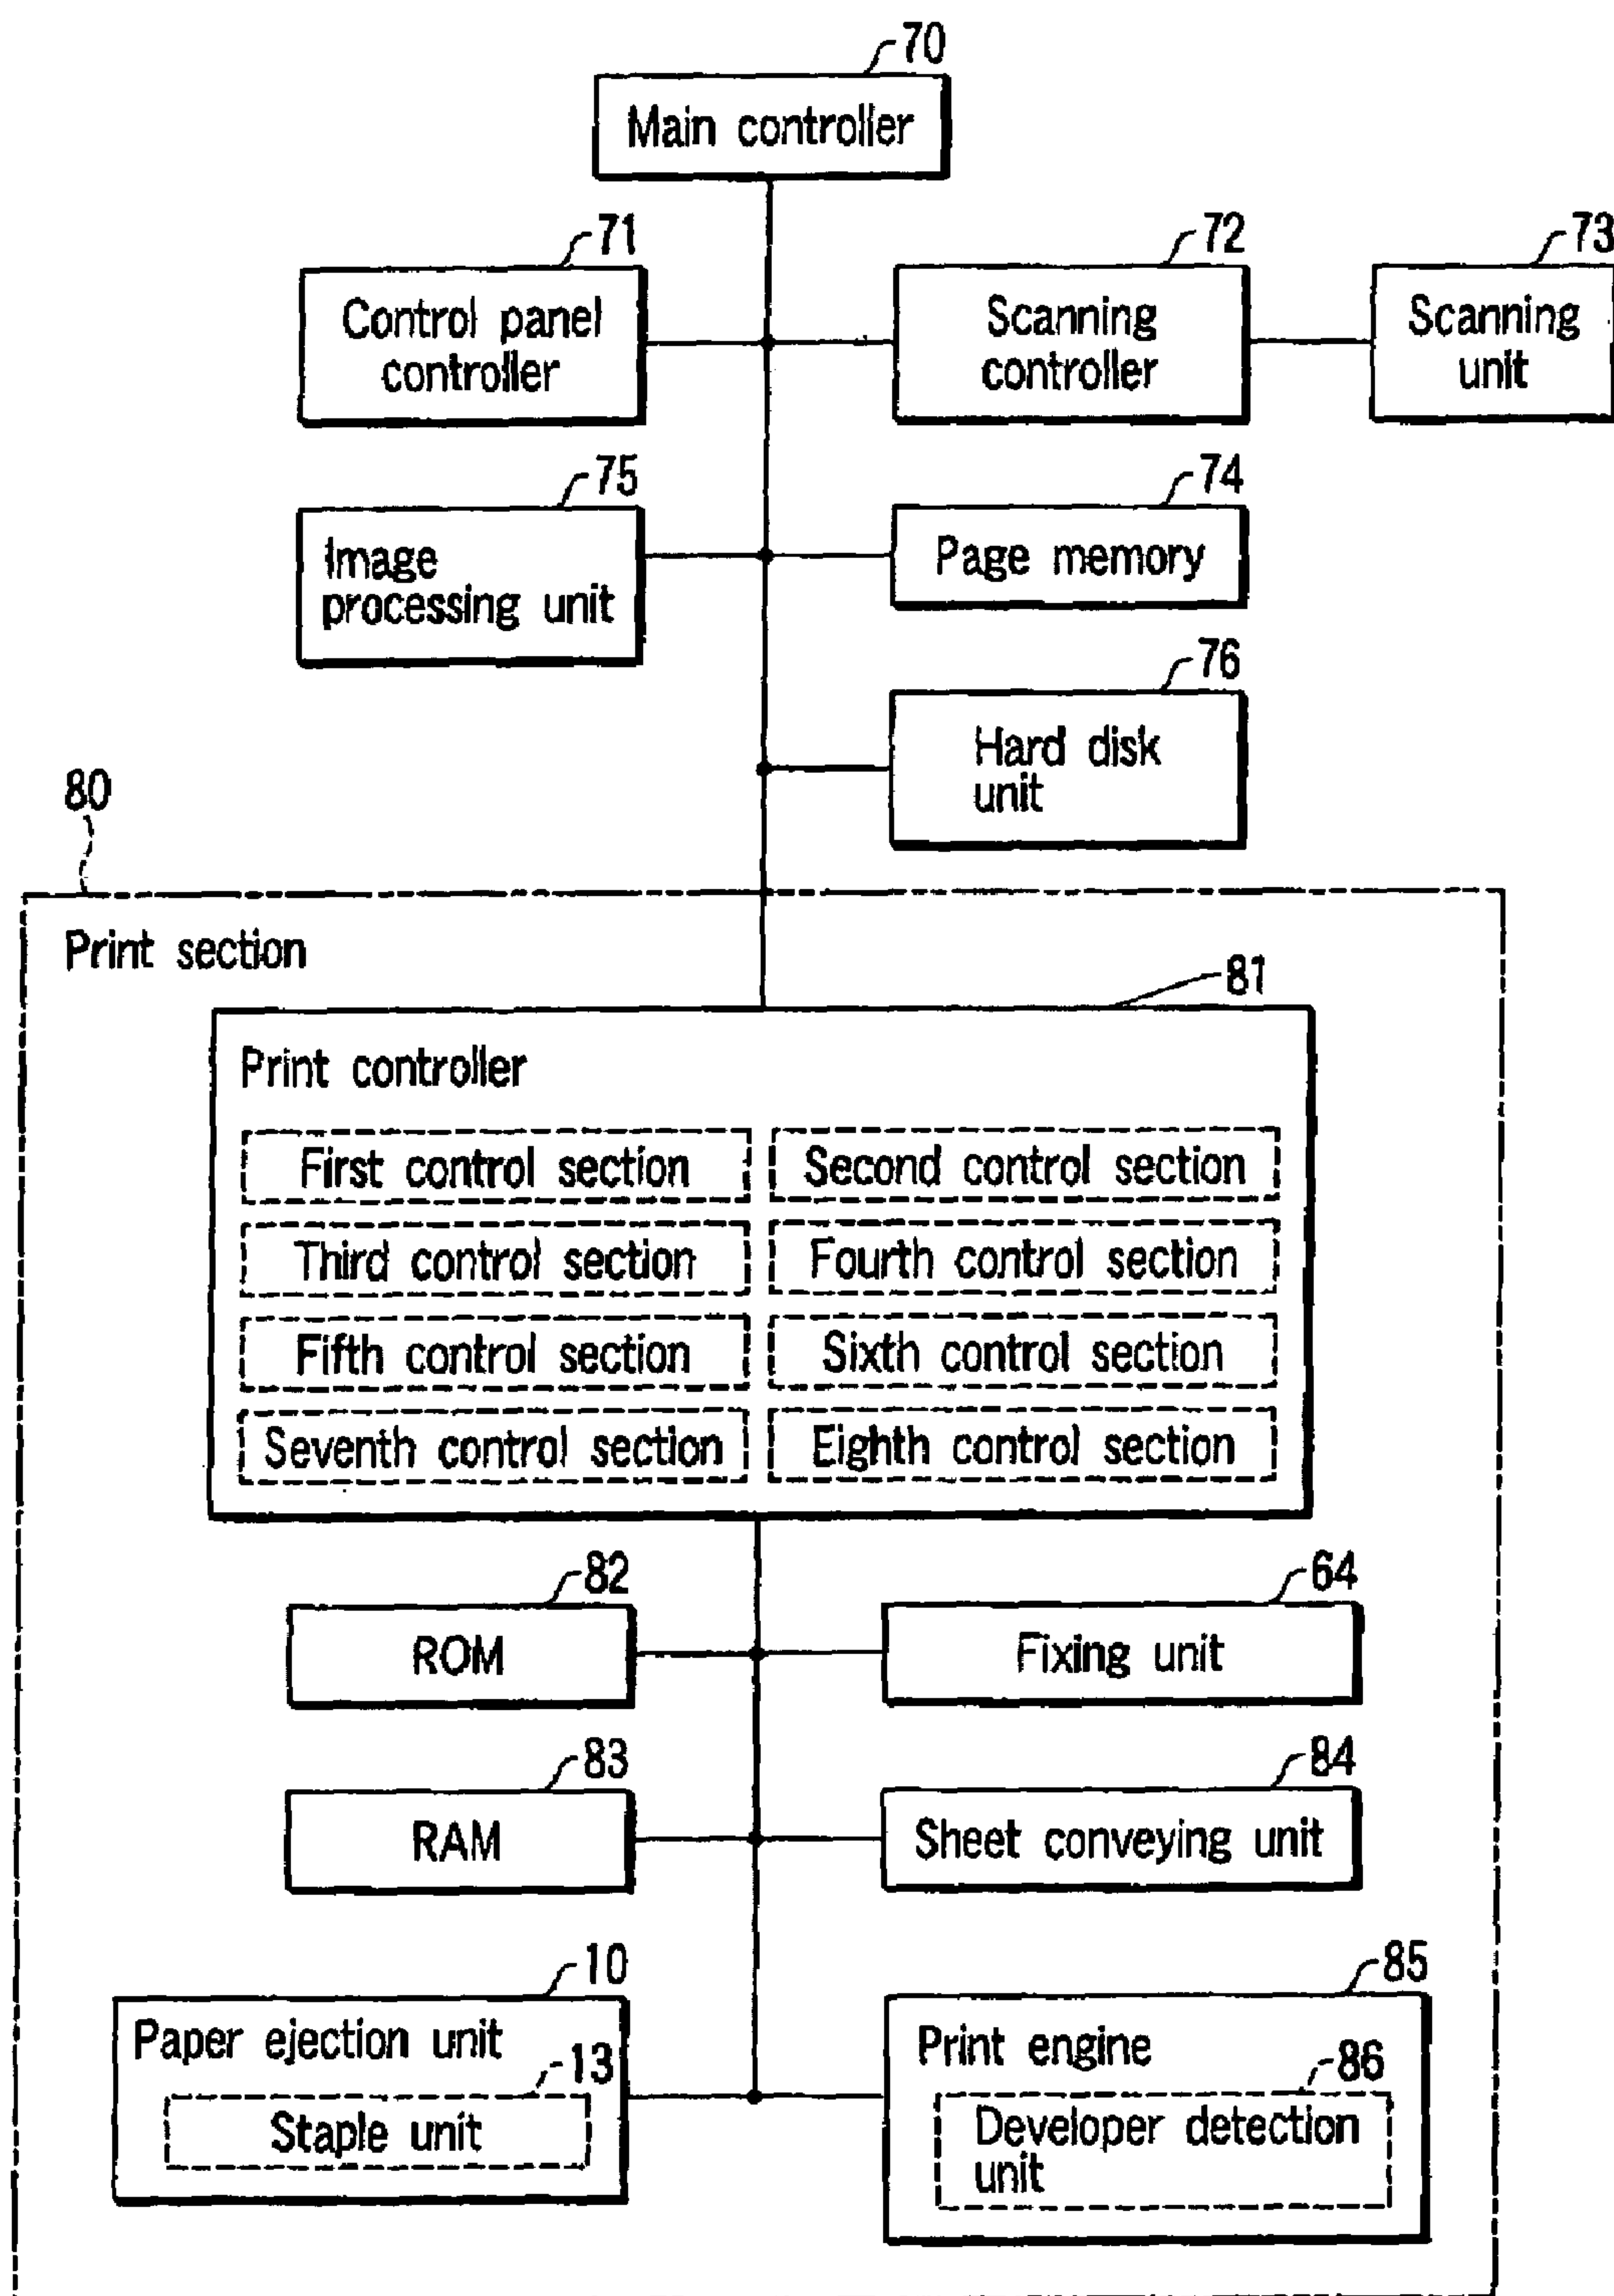 70
Main controller
71
Control panel
controller
72
Scanning
controller
73
Scanning
unit
75
Image
processing unit
74
Page memory
76
Hard disk
unit
80
Print section
81
Print controller
First control section
Second control section
Third control section
Fourth control section
Fifth control section
Sixth control section
Seventh control section
Eighth control section
82
ROM
64
Fixing unit
83
RAM
84
Sheet conveying unit
10
Paper ejection unit
13
Staple unit
85
Print engine
86
Developer detection
unit